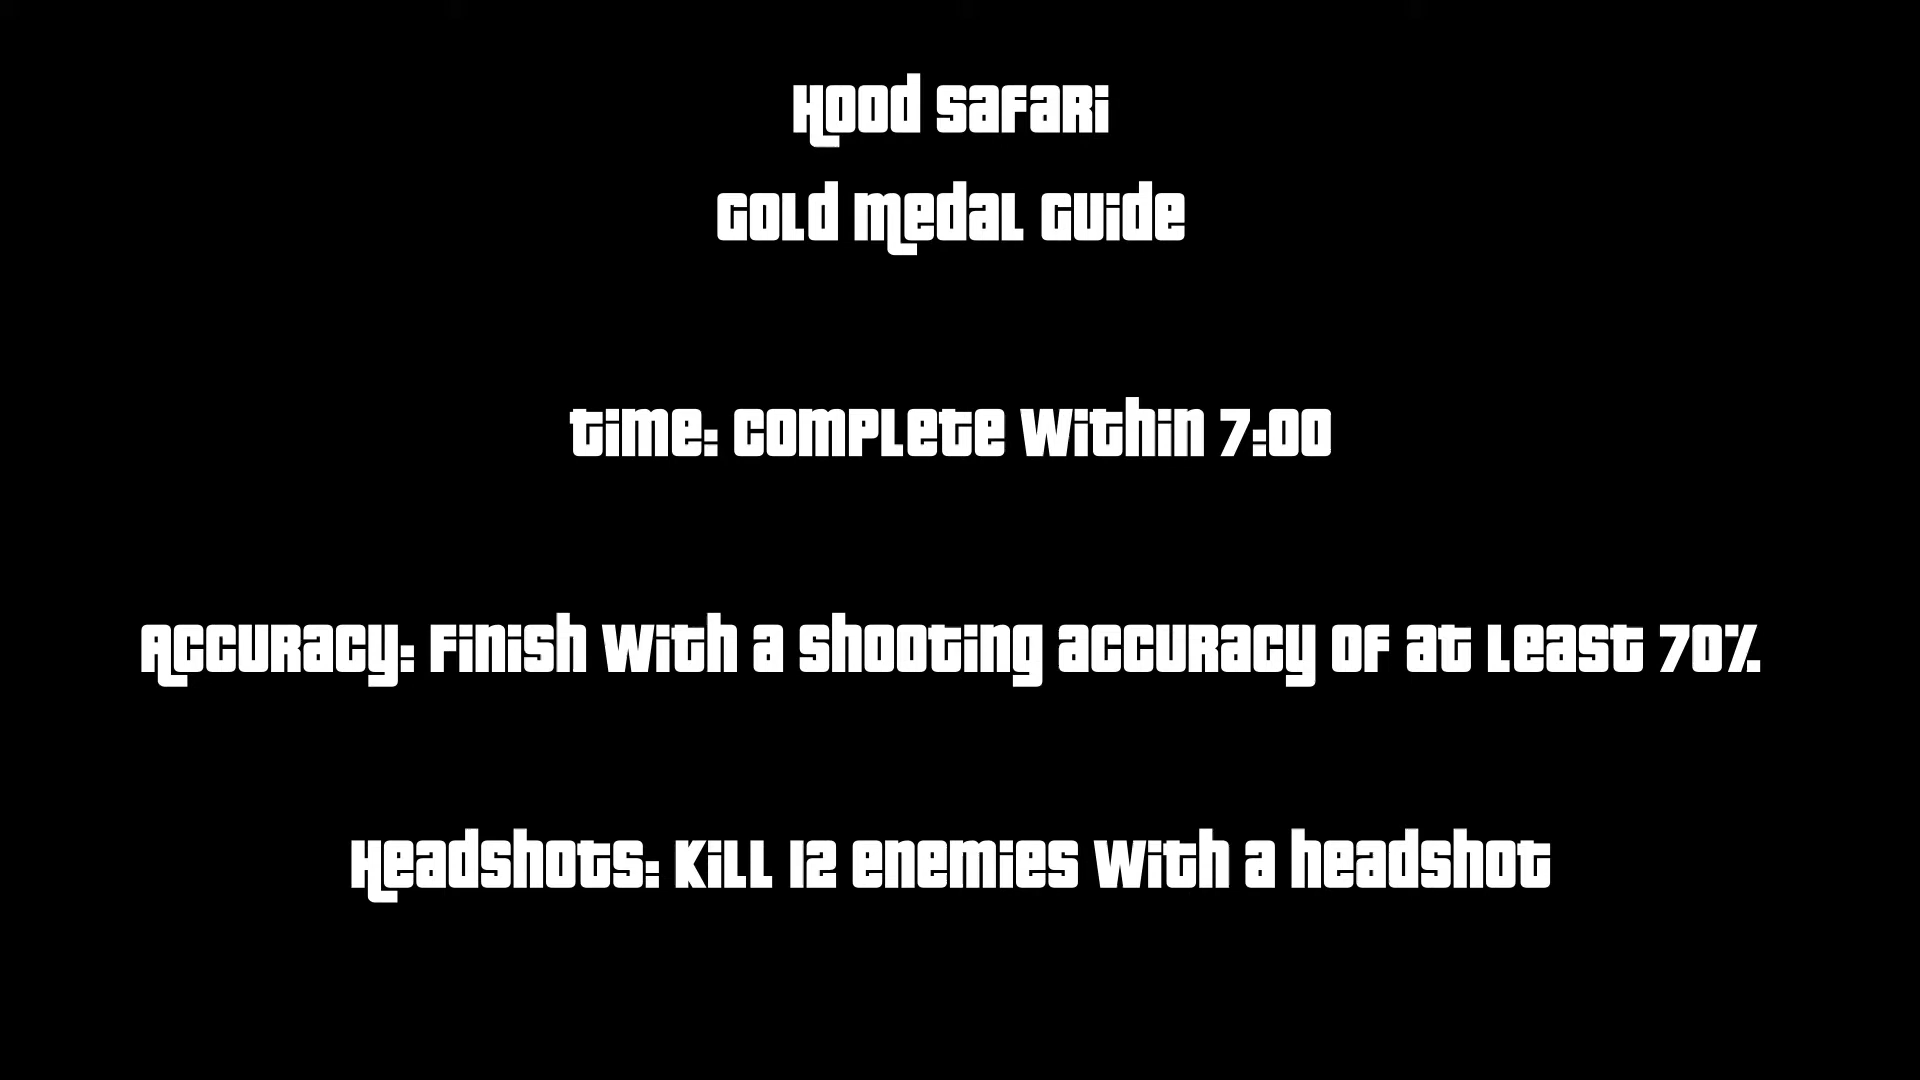 Hood Safari
Gold Medal Guide
Time: Complete within 7:00
Accuracy: Finish with a shooting accuracy of at least 70%
Headshots: Kill 12 enemies with a headshot